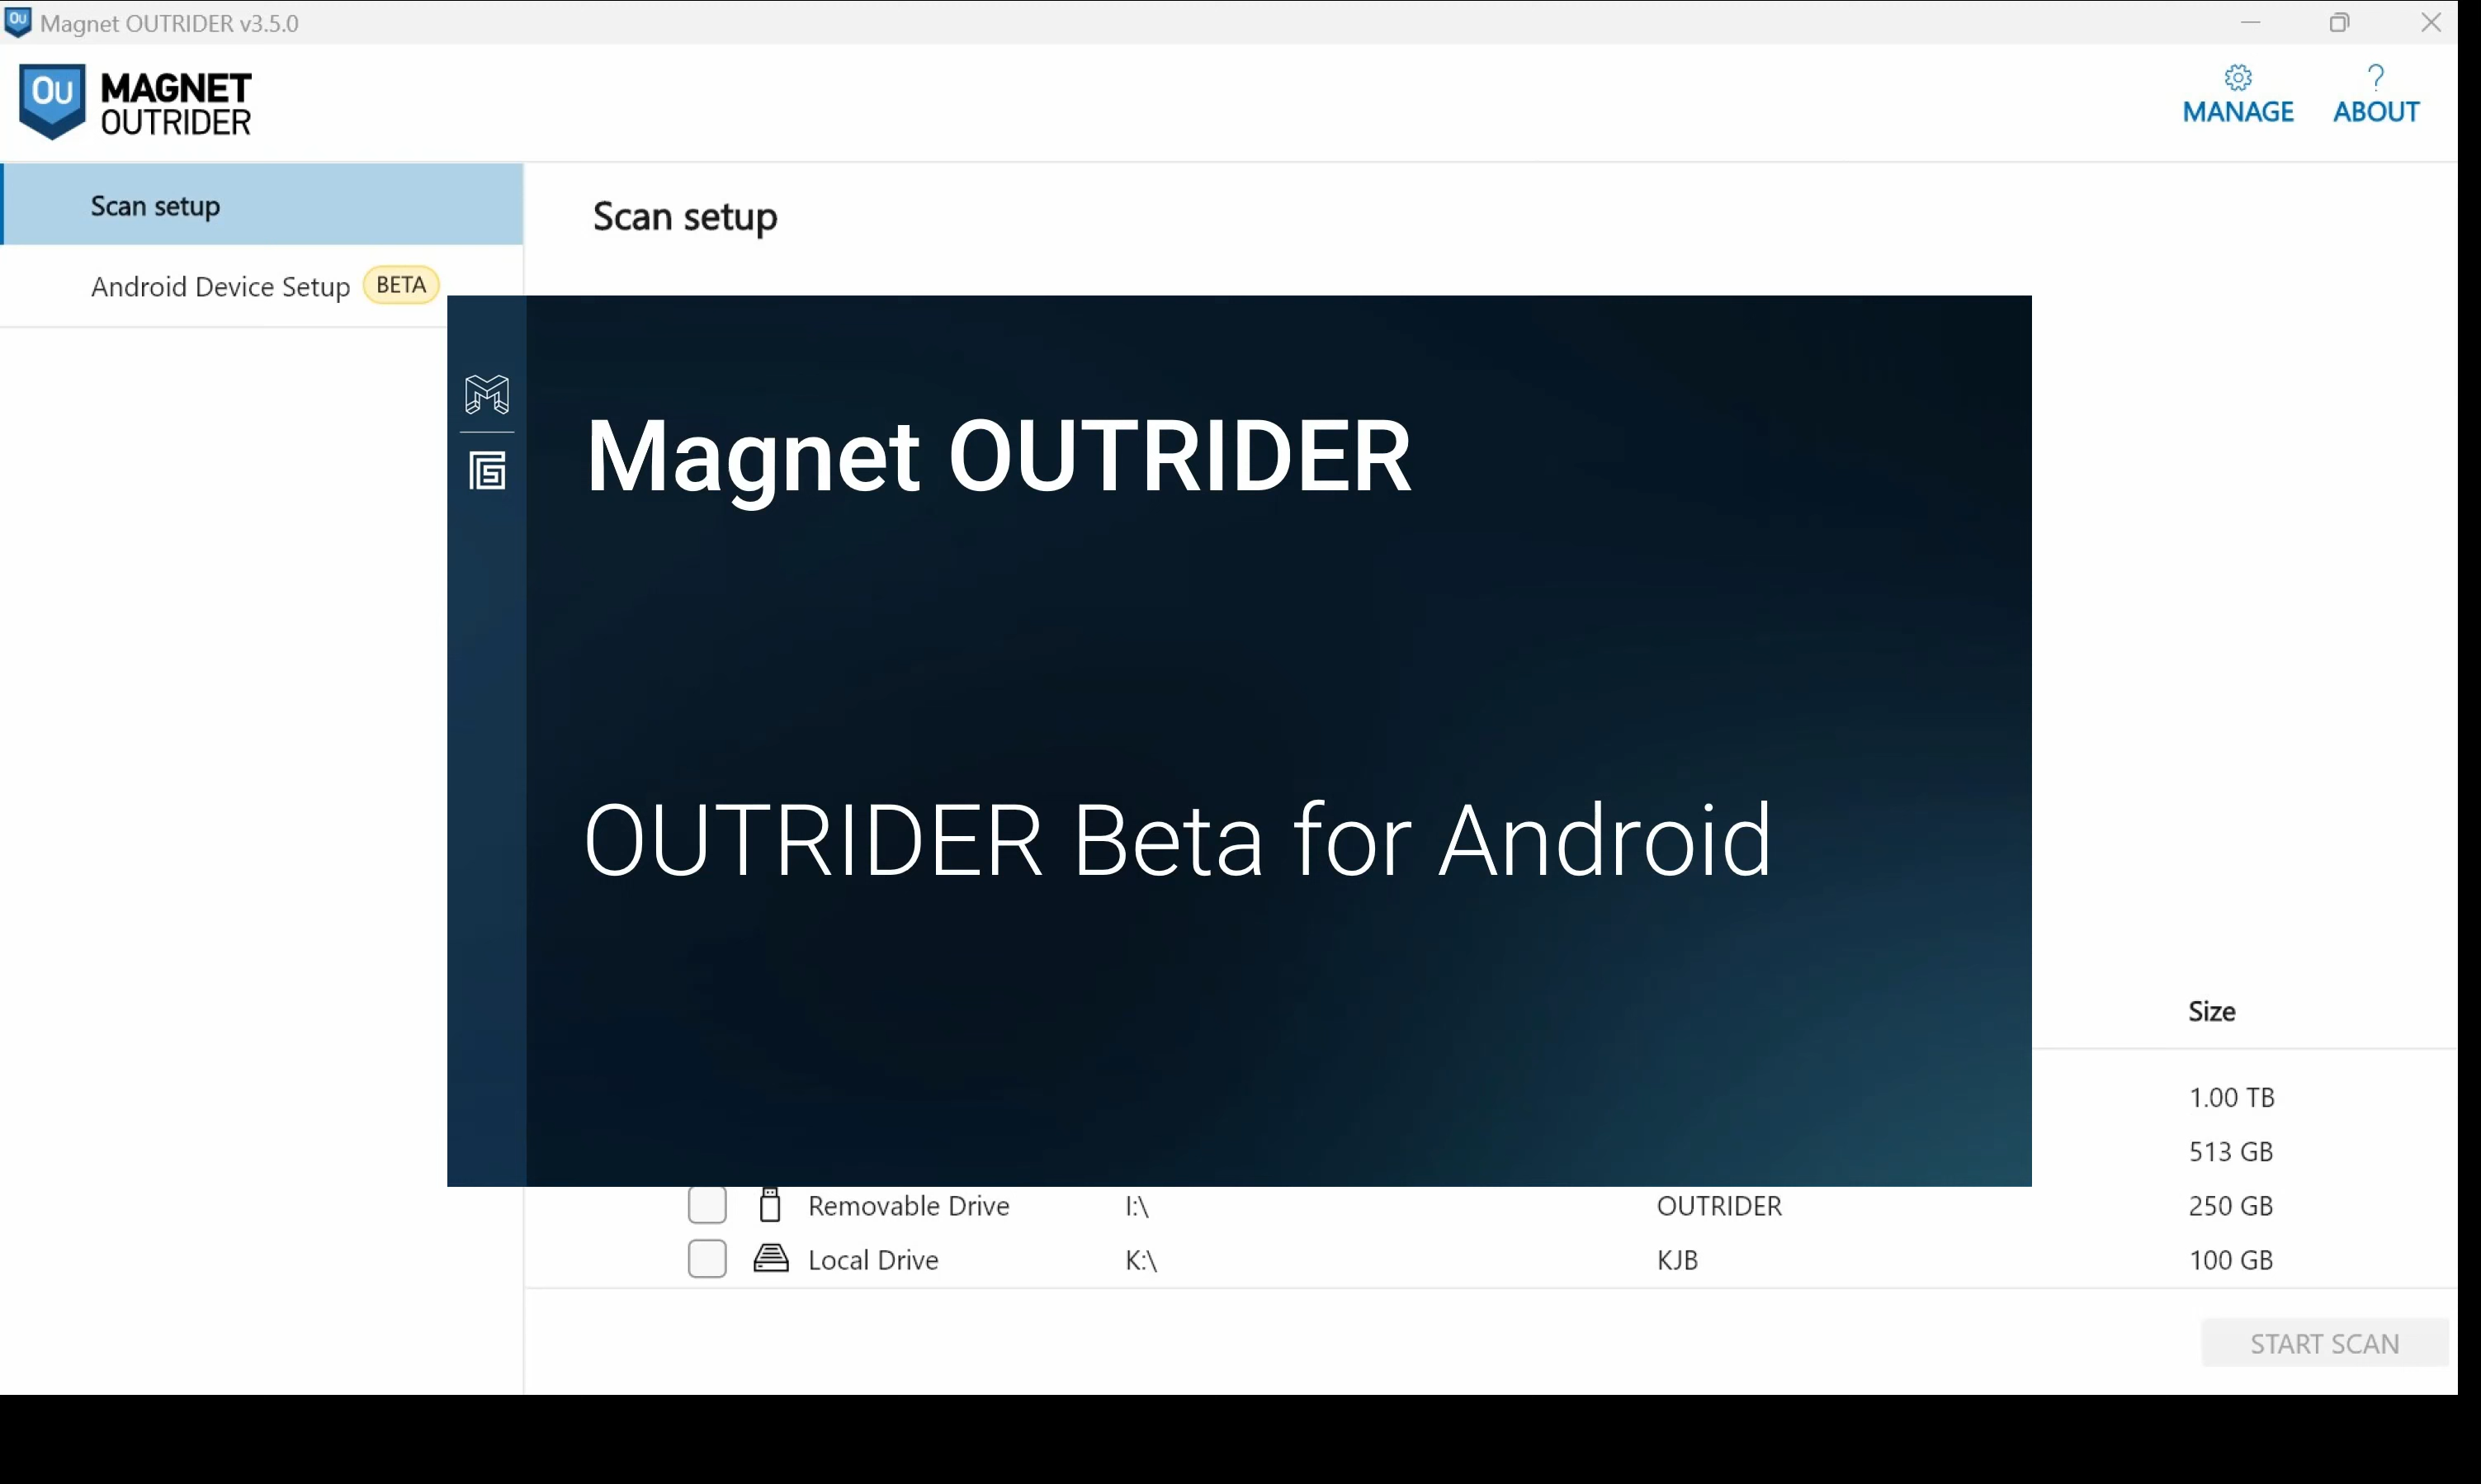 Ou Magnet OUTRIDER v3.5.0
Ou MAGNET
OUTRIDER
MANAGE
? ABOUT
Scan setup
Android Device Setup BETA
Scan setup
Magnet OUTRIDER
OUTRIDER Beta for Android
Size
1.00 TB
513 GB
Removable Drive I:\ OUTRIDER 250 GB
Local Drive K:\ KJB 100 GB
START SCAN